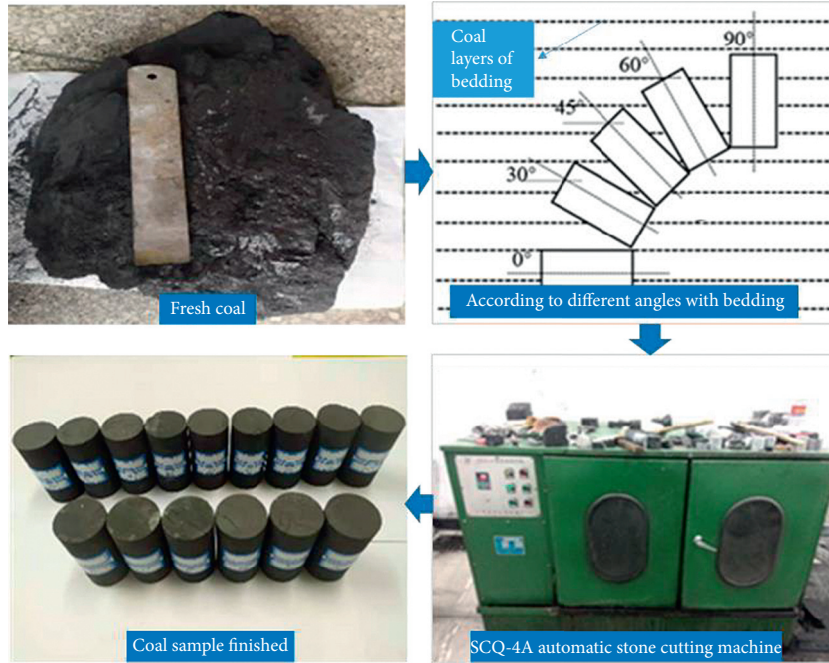 Fresh coal
Coal
layers of
bedding
90°
60°
45°
30°
0°
According to different angles with bedding
Coal sample finished
SCQ-4A automatic stone cutting machine